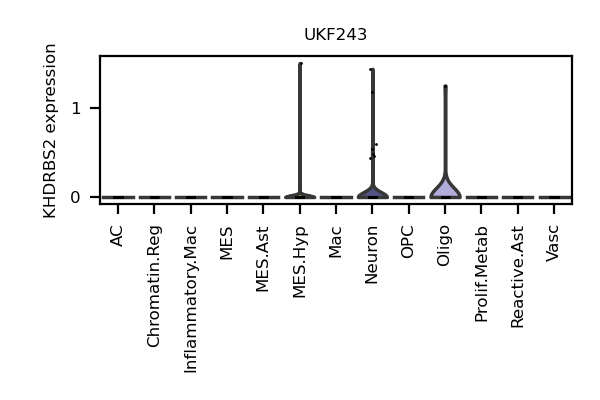 UKF243
KHDRBS2 expression
1
0
AC
Chromatin.Reg
Inflammatory.Mac
MES
MES.Ast
MES.Hyp
Mac
Neuron
OPC
Oligo
Prolif.Metab
Reactive.Ast
Vasc